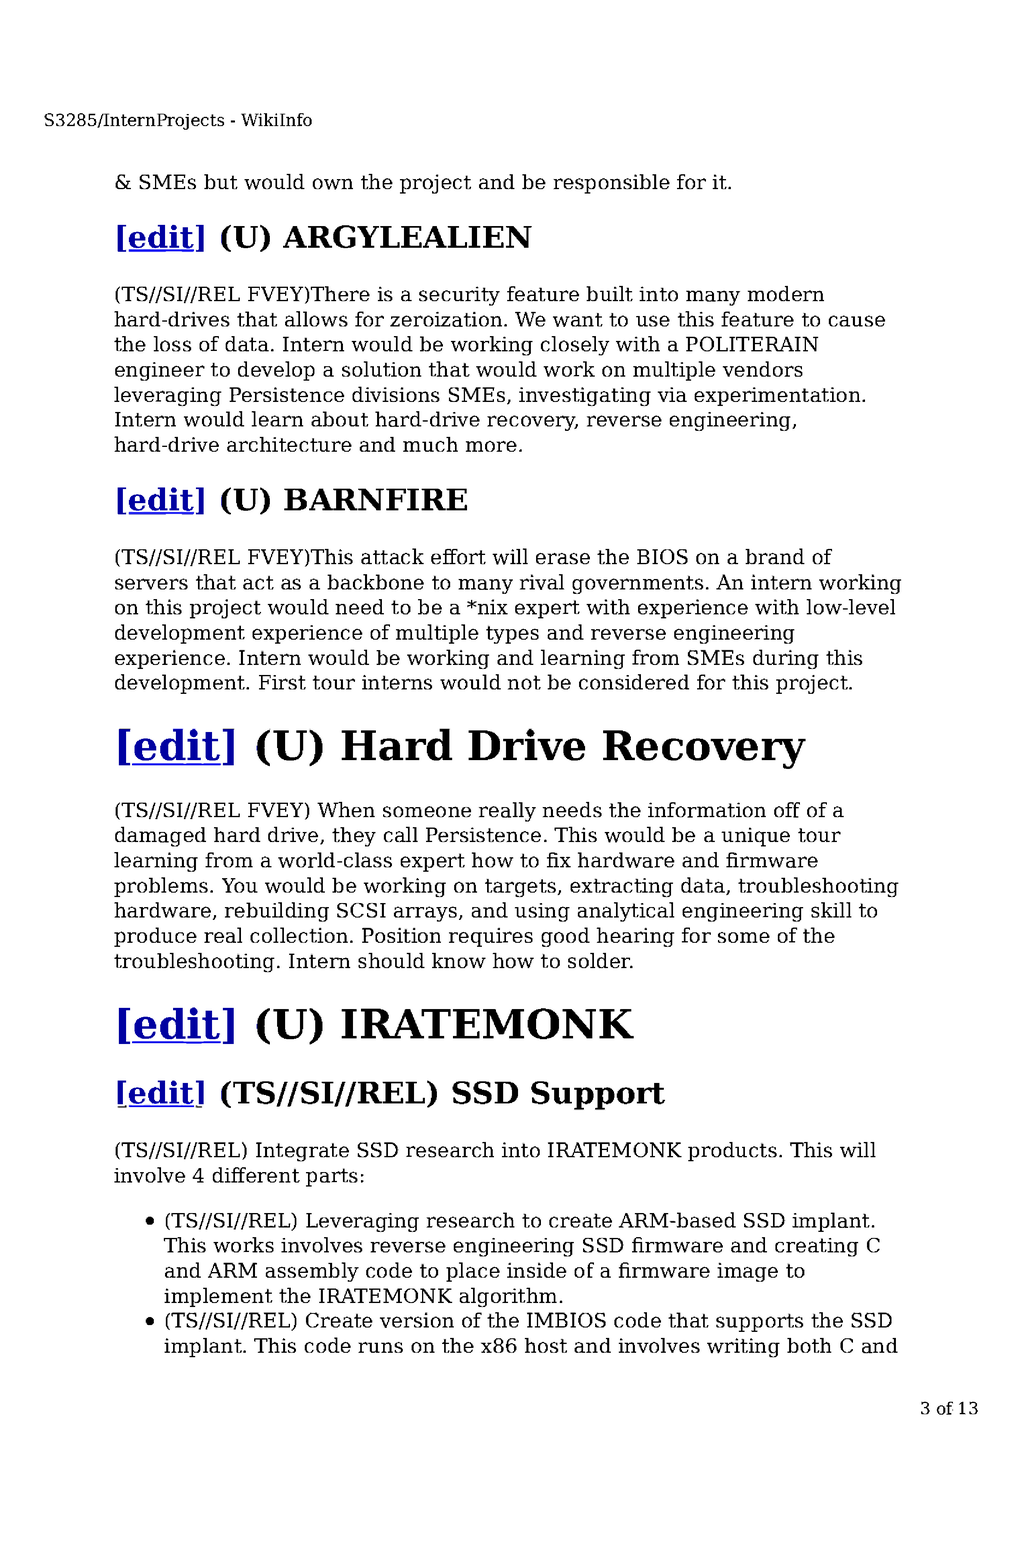 S3285/InternProjects - WikiInfo
& SMEs but would own the project and be responsible for it.
[edit] (U) ARGYLEALIEN
(TS//SI//REL FVEY)There is a security feature built into many modern
hard-drives that allows for zeroization. We want to use this feature to cause
the loss of data. Intern would be working closely with a POLITERAIN
engineer to develop a solution that would work on multiple vendors
leveraging Persistence divisions SMEs, investigating via experimentation.
Intern would learn about hard-drive recovery, reverse engineering,
hard-drive architecture and much more.
[edit] (U) BARNFIRE
(TS//SI//REL FVEY)This attack effort will erase the BIOS on a brand of
servers that act as a backbone to many rival governments. An intern working
on this project would need to be a *nix expert with experience with low-level
development experience of multiple types and reverse engineering
experience. Intern would be working and learning from SMEs during this
development. First tour interns would not be considered for this project.
[edit] (U) Hard Drive Recovery
(TS//SI//REL FVEY) When someone really needs the information off of a
damaged hard drive, they call Persistence. This would be a unique tour
learning from a world-class expert how to fix hardware and firmware
problems. You would be working on targets, extracting data, troubleshooting
hardware, rebuilding SCSI arrays, and using analytical engineering skill to
produce real collection. Position requires good hearing for some of the
troubleshooting. Intern should know how to solder.
[edit] (U) IRATEMONK
[edit] (TS//SI//REL) SSD Support
(TS//SI//REL) Integrate SSD research into IRATEMONK products. This will
involve 4 different parts:
● (TS//SI//REL) Leveraging research to create ARM-based SSD implant.
This works involves reverse engineering SSD firmware and creating C
and ARM assembly code to place inside of a firmware image to
implement the IRATEMONK algorithm.
● (TS//SI//REL) Create version of the IMBIOS code that supports the SSD
implant. This code runs on the x86 host and involves writing both C and
3 of 13